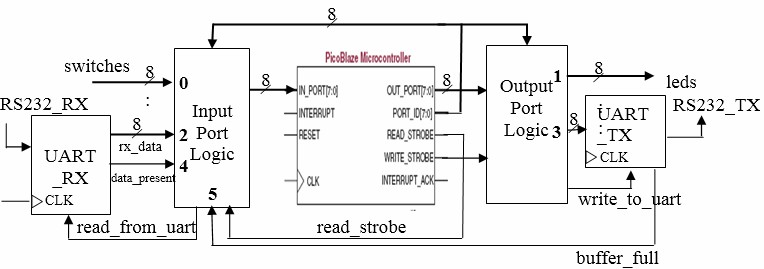 8
PicoBlaze Microcontroller
switches
8
0
:
RS232_RX
8
rx_data
2
data_present
4
UART
_RX
CLK
Input
Port
Logic
5
8
IN_PORT[7:0]
INTERRUPT
RESET
CLK
OUT_PORT[7:0]
PORT_ID[7:0]
READ_STROBE
WRITE_STROBE
INTERRUPT_ACK
8
Output
Port
Logic
1
8
leds
RS232_TX
3
8
UART
_TX
CLK
read_from_uart
read_strobe
write_to_uart
buffer_full